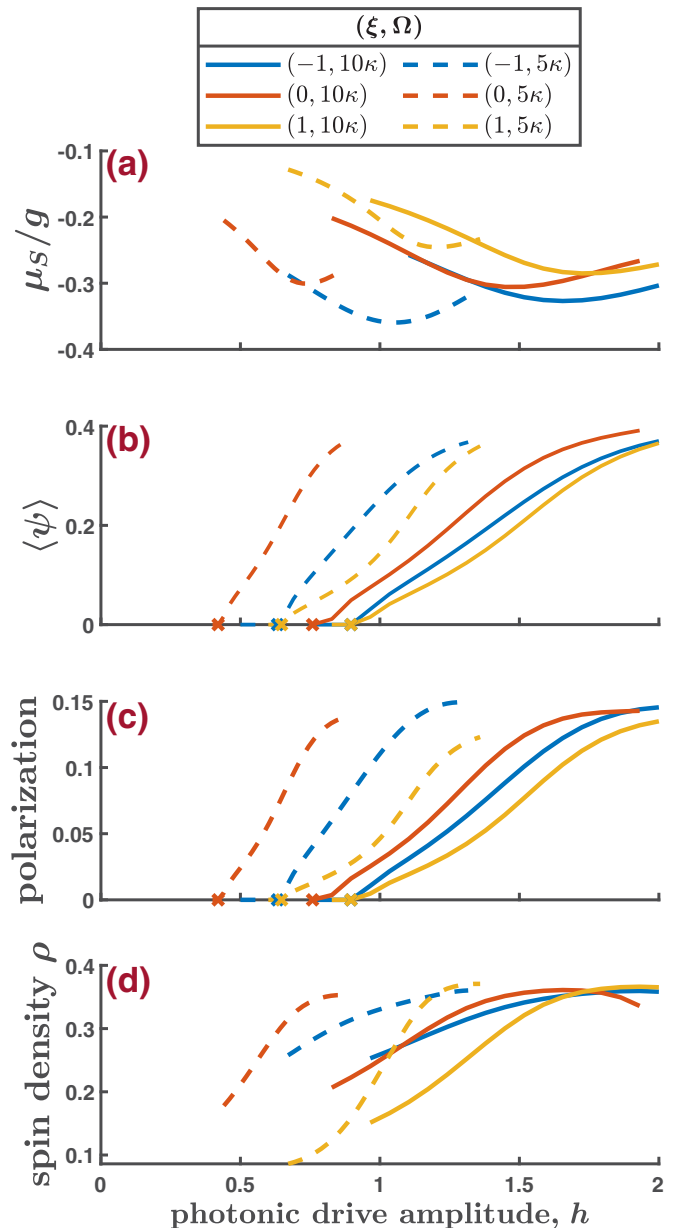 (ξ, Ω)
(−1, 10κ) (−1, 5κ)
(0, 10κ) (0, 5κ)
(1, 10κ) (1, 5κ)
(a)
μS/g
-0.1
-0.2
-0.3
-0.4
(b)
⟨ψ⟩
0.4
0.2
0
(c)
polarization
0.15
0.1
0.05
0
(d)
spin density ρ
0.4
0.3
0.2
0.1
0 0.5 1 1.5 2
photonic drive amplitude, h